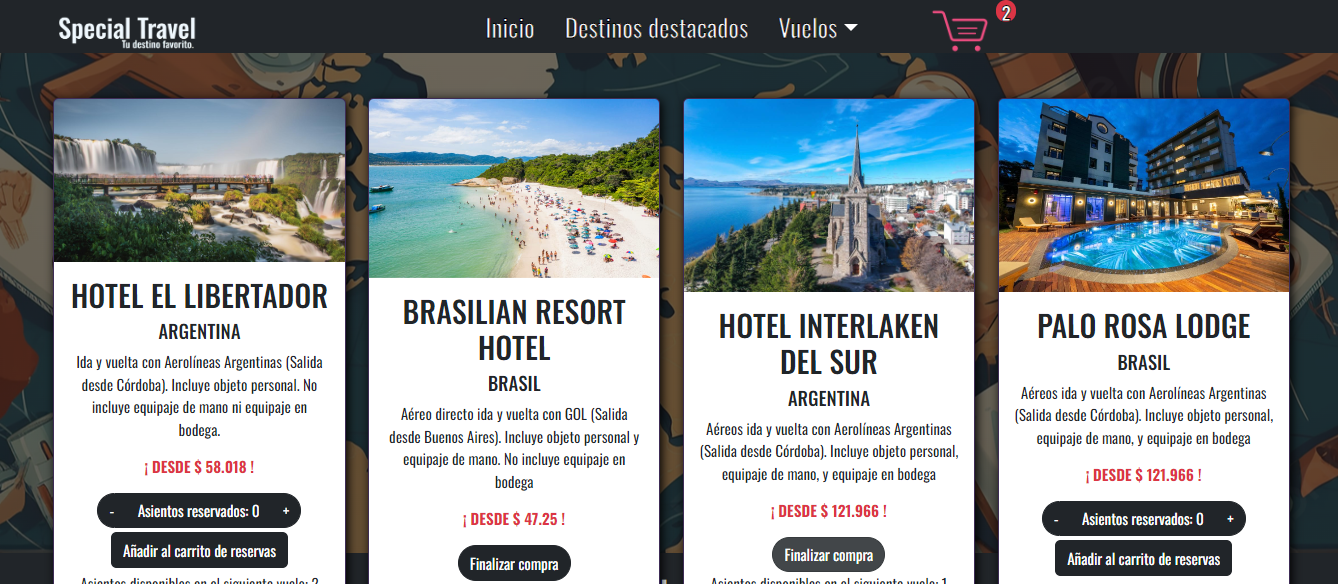 Special Travel
Tu destino favorito.
Inicio
Destinos destacados
Vuelos
2
HOTEL EL LIBERTADOR
ARGENTINA
Ida y vuelta con Aerolíneas Argentinas (Salida
desde Córdoba). Incluye objeto personal. No
incluye equipaje de mano ni equipaje en
bodega.
¡ DESDE $ 58.018 !
- Asientos reservados: 0 +
Añadir al carrito de reservas
Asientos disponibles en el siguiente vuelo: 2
BRASILIAN RESORT
HOTEL
BRASIL
Aéreo directo ida y vuelta con GOL (Salida
desde Buenos Aires). Incluye objeto personal y
equipaje de mano. No incluye equipaje en
bodega
¡ DESDE $ 47.25 !
Finalizar compra
HOTEL INTERLAKEN
DEL SUR
ARGENTINA
Aéreos ida y vuelta con Aerolíneas Argentinas
(Salida desde Córdoba). Incluye objeto personal,
equipaje de mano, y equipaje en bodega
¡ DESDE $ 121.966 !
Finalizar compra
Asientos disponibles en el siguiente vuelo: 1
PALO ROSA LODGE
BRASIL
Aéreos ida y vuelta con Aerolíneas Argentinas
(Salida desde Córdoba). Incluye objeto personal,
equipaje de mano, y equipaje en bodega
¡ DESDE $ 121.966 !
- Asientos reservados: 0 +
Añadir al carrito de reservas